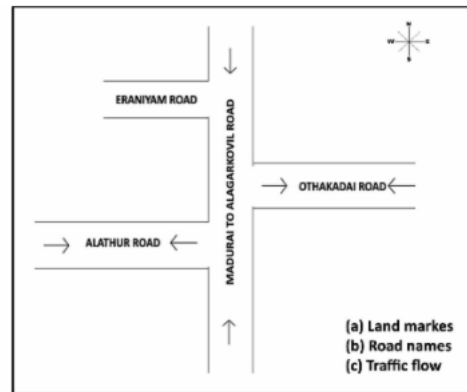 N
W E
S
ERANIYAM ROAD
MADURAI TO ALAGARKOVIL ROAD
OTHAKADAI ROAD
ALATHUR ROAD
(a) Land markes
(b) Road names
(c) Traffic flow